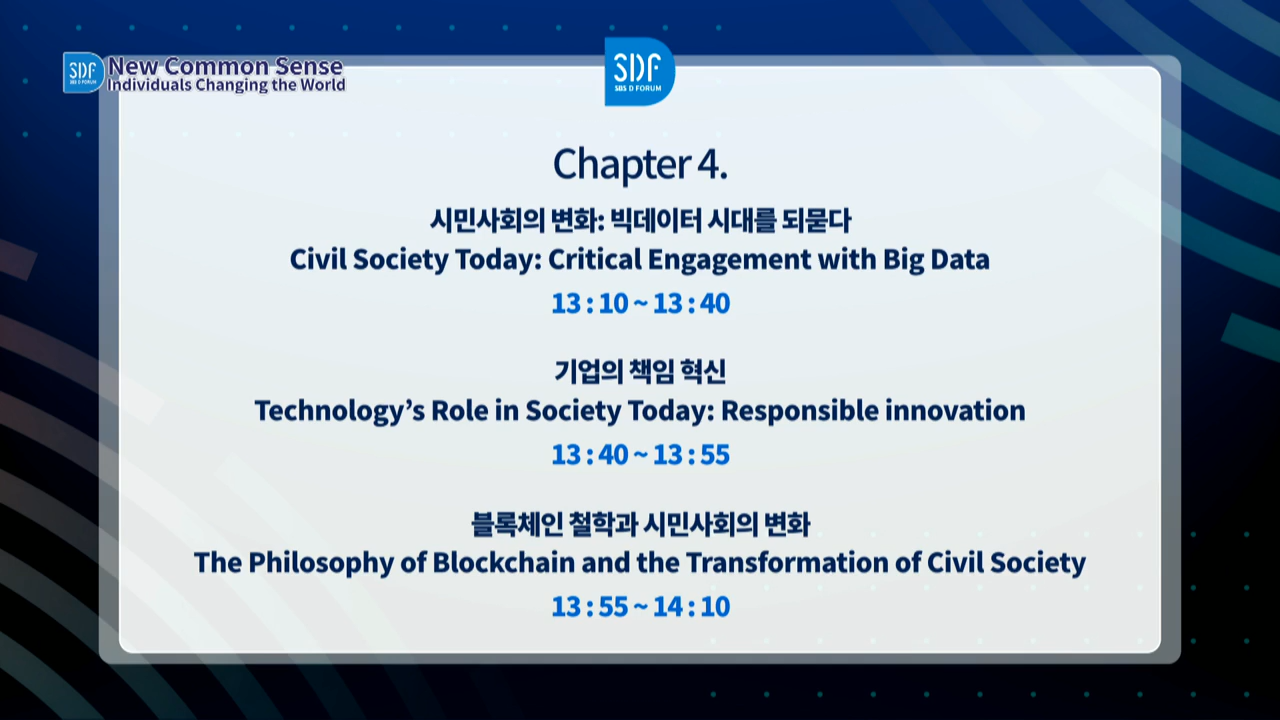 SDF
SBS D FORUM
New Common Sense
Individuals Changing the World
SDF
SBS D FORUM
Chapter 4.
시민사회의 변화: 빅데이터 시대를 되묻다
Civil Society Today: Critical Engagement with Big Data
13 : 10 ~ 13 : 40
기업의 책임 혁신
Technology’s Role in Society Today: Responsible innovation
13 : 40 ~ 13 : 55
블록체인 철학과 시민사회의 변화
The Philosophy of Blockchain and the Transformation of Civil Society
13 : 55 ~ 14 : 10